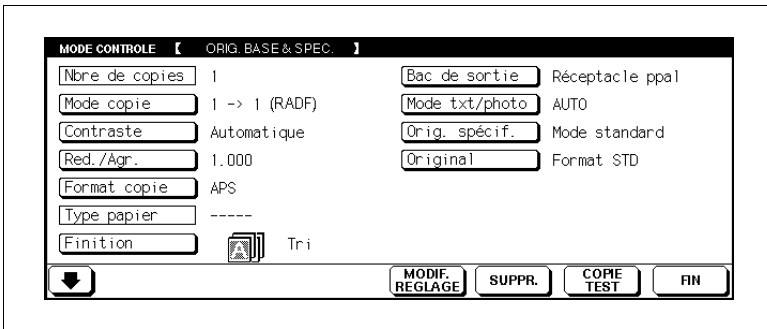 MODE CONTROLE 【 ORIG. BASE & SPEC. 】
Nbre de copies 1
Mode copie 1 -> 1 (RADF)
Contraste Automatique
Red./Agr. 1.000
Format copie APS
Type papier -----
Finition A Tri
Bac de sortie Réceptacle ppal
Mode txt/photo AUTO
Orig. spécif. Mode standard
Original Format STD
MODIF. REGLAGE
SUPPR.
COPIE TEST
FIN